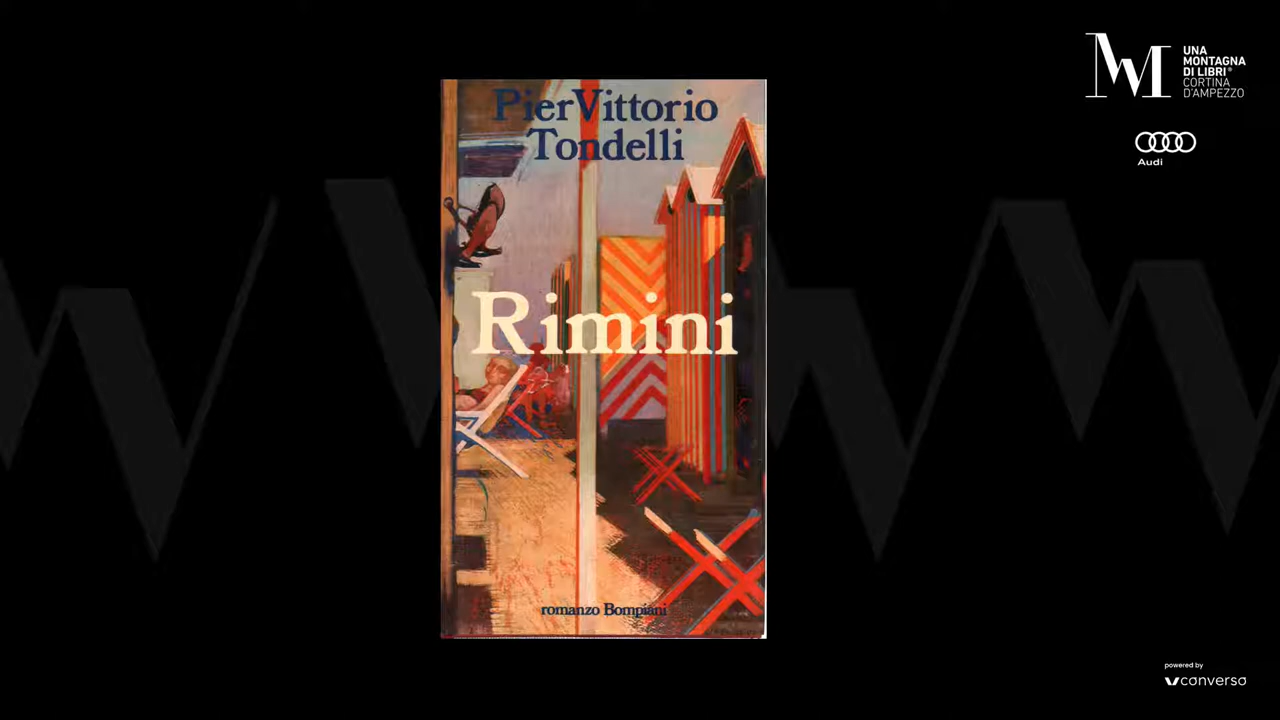 PierVittorio
Tondelli
Rimini
romanzo Bompiani
UNA
MONTAGNA
DI LIBRI®
CORTINA
D'AMPEZZO
Audi
powered by
converso